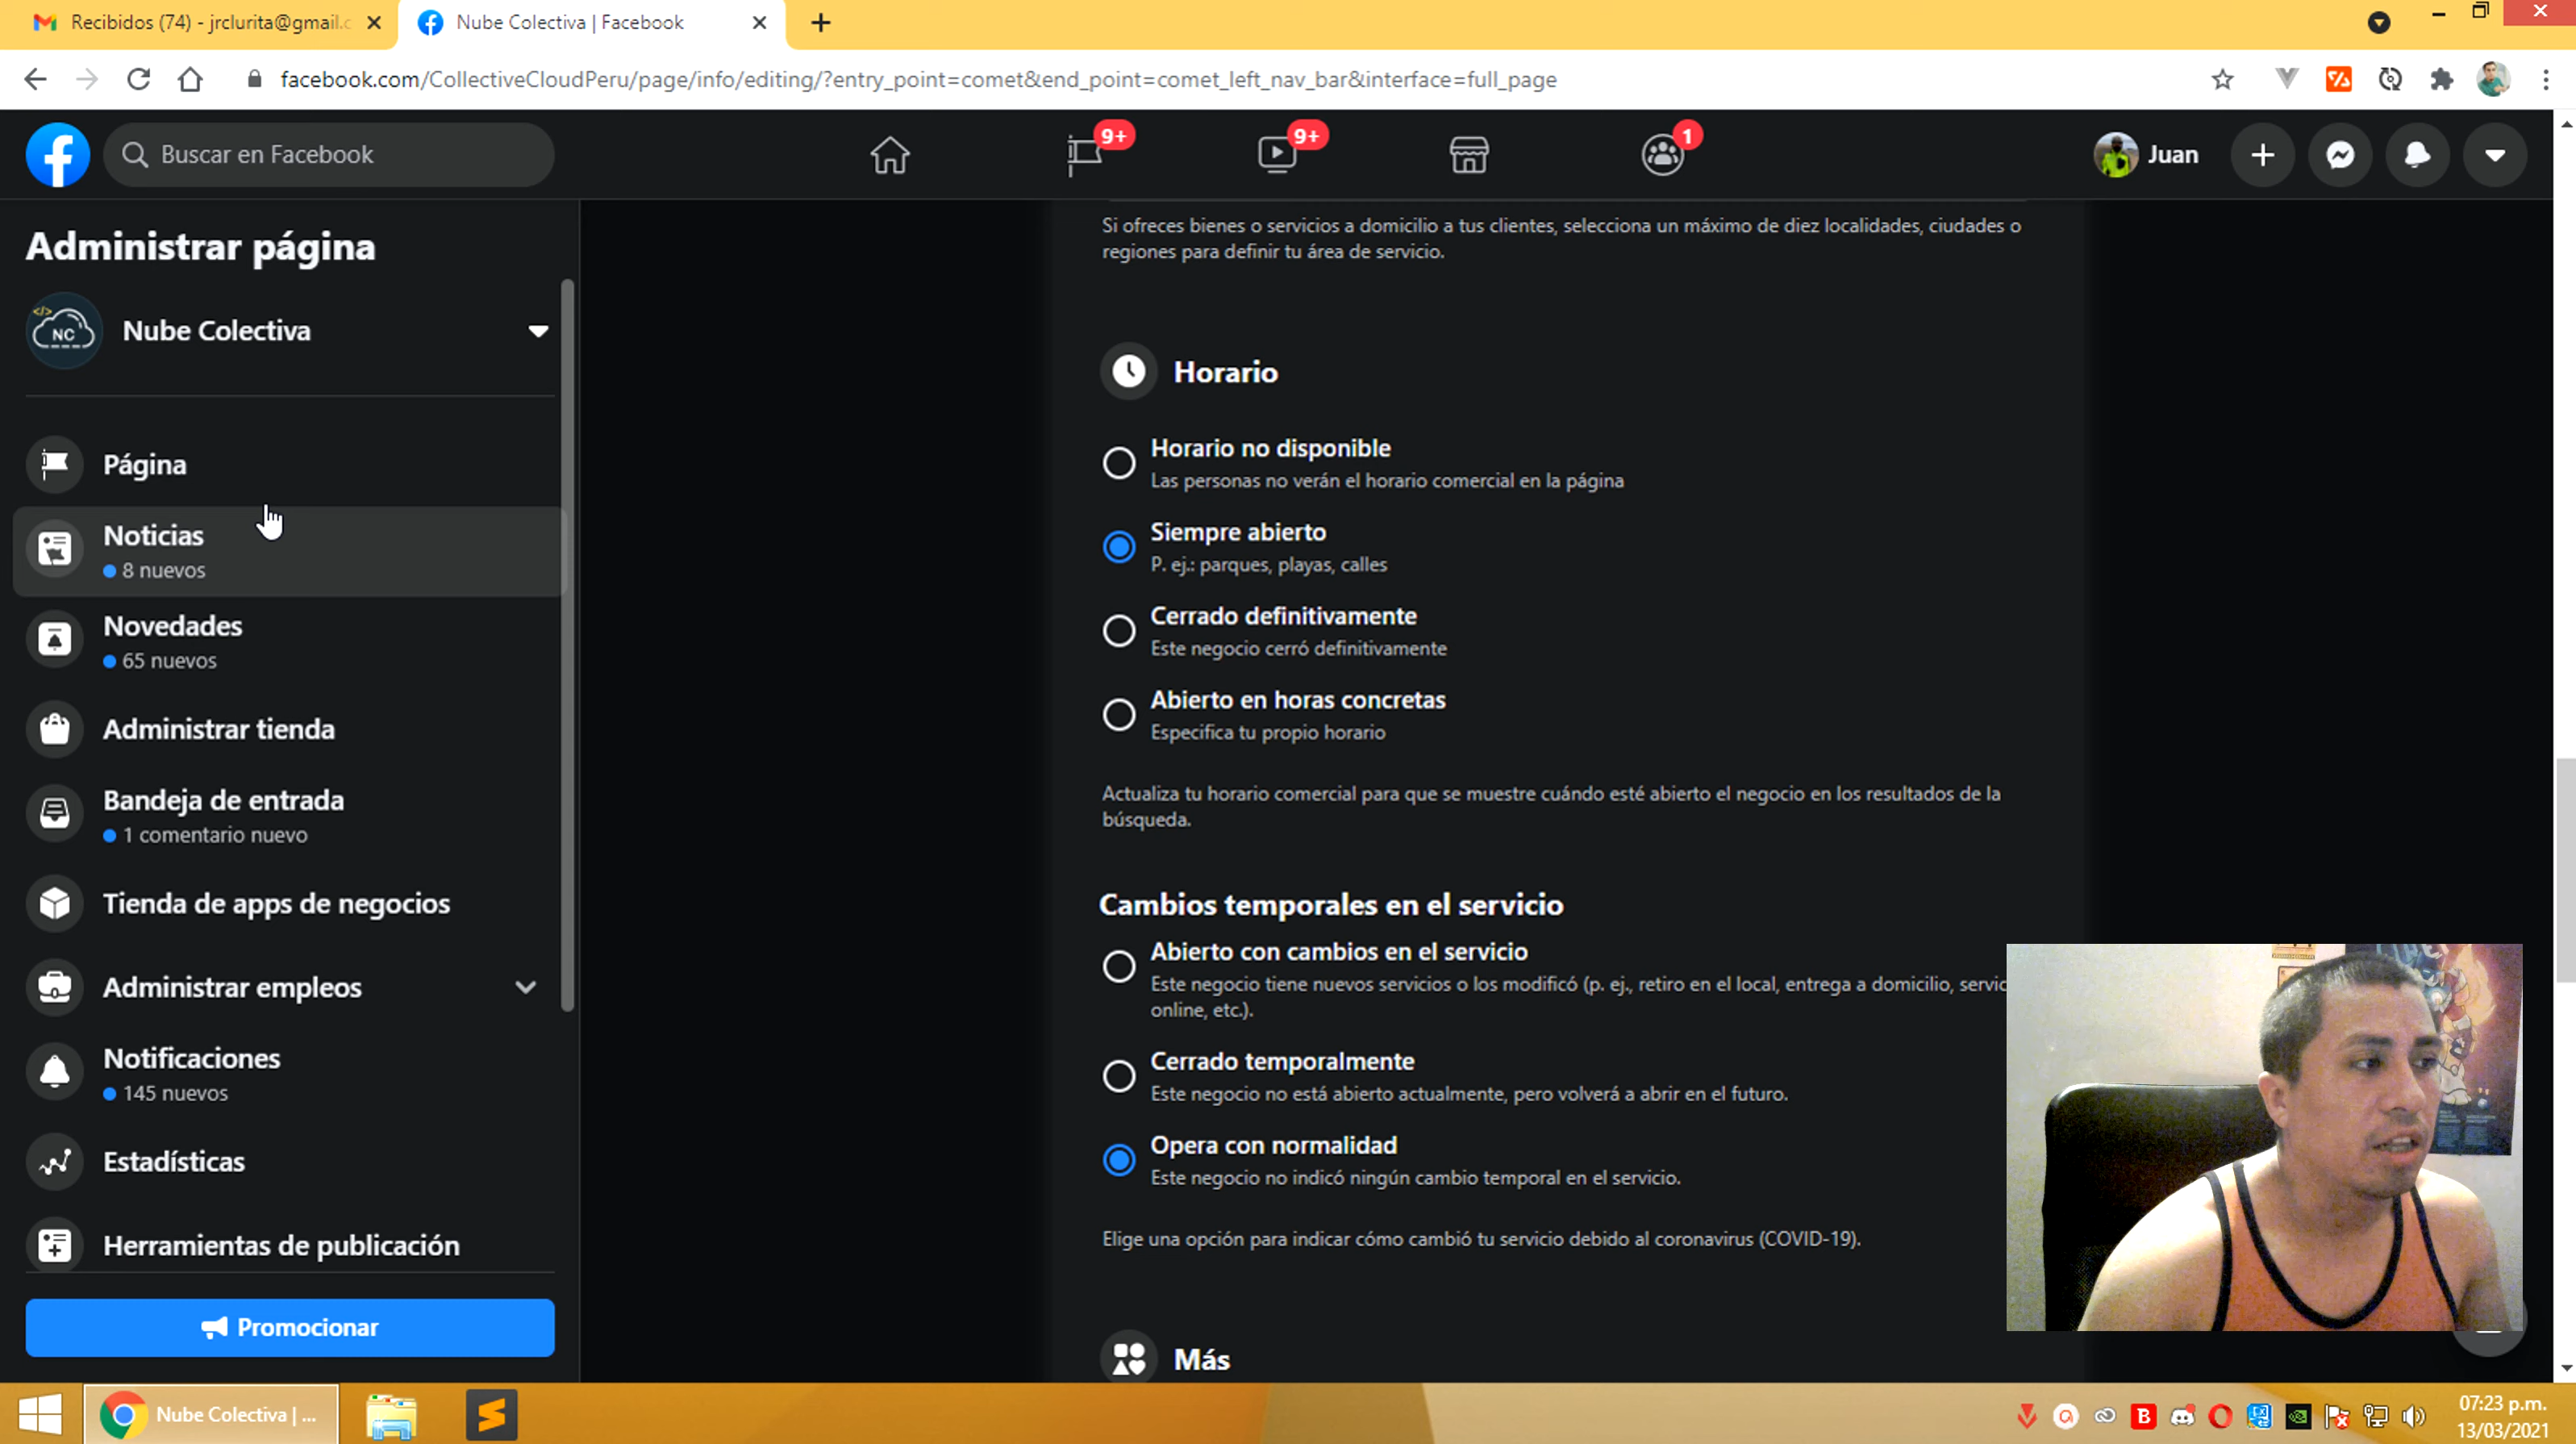 Recibidos (74) - jrclurita@gmail.c
Nube Colectiva | Facebook
facebook.com/CollectiveCloudPeru/page/info/editing/?entry_point=comet&end_point=comet_left_nav_bar&interface=full_page
Buscar en Facebook
9+
9+
1
Juan
Administrar página
NC
Nube Colectiva
Página
Noticias
8 nuevos
Novedades
65 nuevos
Administrar tienda
Bandeja de entrada
1 comentario nuevo
Tienda de apps de negocios
Administrar empleos
Notificaciones
145 nuevos
Estadísticas
Herramientas de publicación
Promocionar
Si ofreces bienes o servicios a domicilio a tus clientes, selecciona un máximo de diez localidades, ciudades o
regiones para definir tu área de servicio.
Horario
Horario no disponible
Las personas no verán el horario comercial en la página
Siempre abierto
P. ej.: parques, playas, calles
Cerrado definitivamente
Este negocio cerró definitivamente
Abierto en horas concretas
Especifica tu propio horario
Actualiza tu horario comercial para que se muestre cuándo esté abierto el negocio en los resultados de la
búsqueda.
Cambios temporales en el servicio
Abierto con cambios en el servicio
Este negocio tiene nuevos servicios o los modificó (p. ej., retiro en el local, entrega a domicilio, servic
online, etc.).
Cerrado temporalmente
Este negocio no está abierto actualmente, pero volverá a abrir en el futuro.
Opera con normalidad
Este negocio no indicó ningún cambio temporal en el servicio.
Elige una opción para indicar cómo cambió tu servicio debido al coronavirus (COVID-19).
Más
Nube Colectiva | ...
07:23 p.m.
13/03/2021